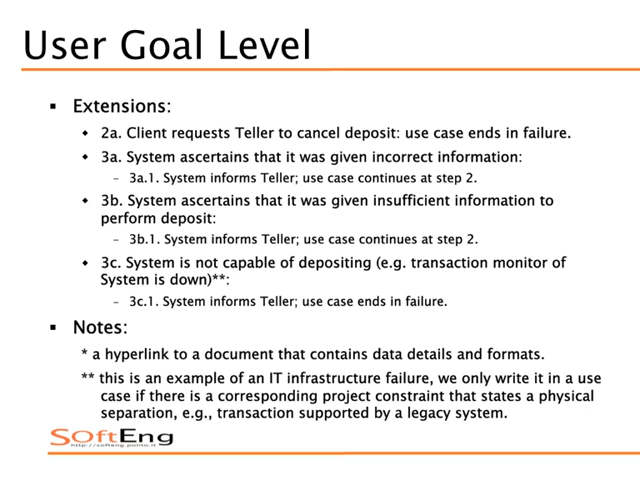 User Goal Level
▪ Extensions:
◆ 2a. Client requests Teller to cancel deposit: use case ends in failure.
◆ 3a. System ascertains that it was given incorrect information:
– 3a.1. System informs Teller; use case continues at step 2.
◆ 3b. System ascertains that it was given insufficient information to
perform deposit:
– 3b.1. System informs Teller; use case continues at step 2.
◆ 3c. System is not capable of depositing (e.g. transaction monitor of
System is down)**:
– 3c.1. System informs Teller; use case ends in failure.
▪ Notes:
* a hyperlink to a document that contains data details and formats.
** this is an example of an IT infrastructure failure, we only write it in a use
case if there is a corresponding project constraint that states a physical
separation, e.g., transaction supported by a legacy system.
SOftEng
http://softeng.polito.it